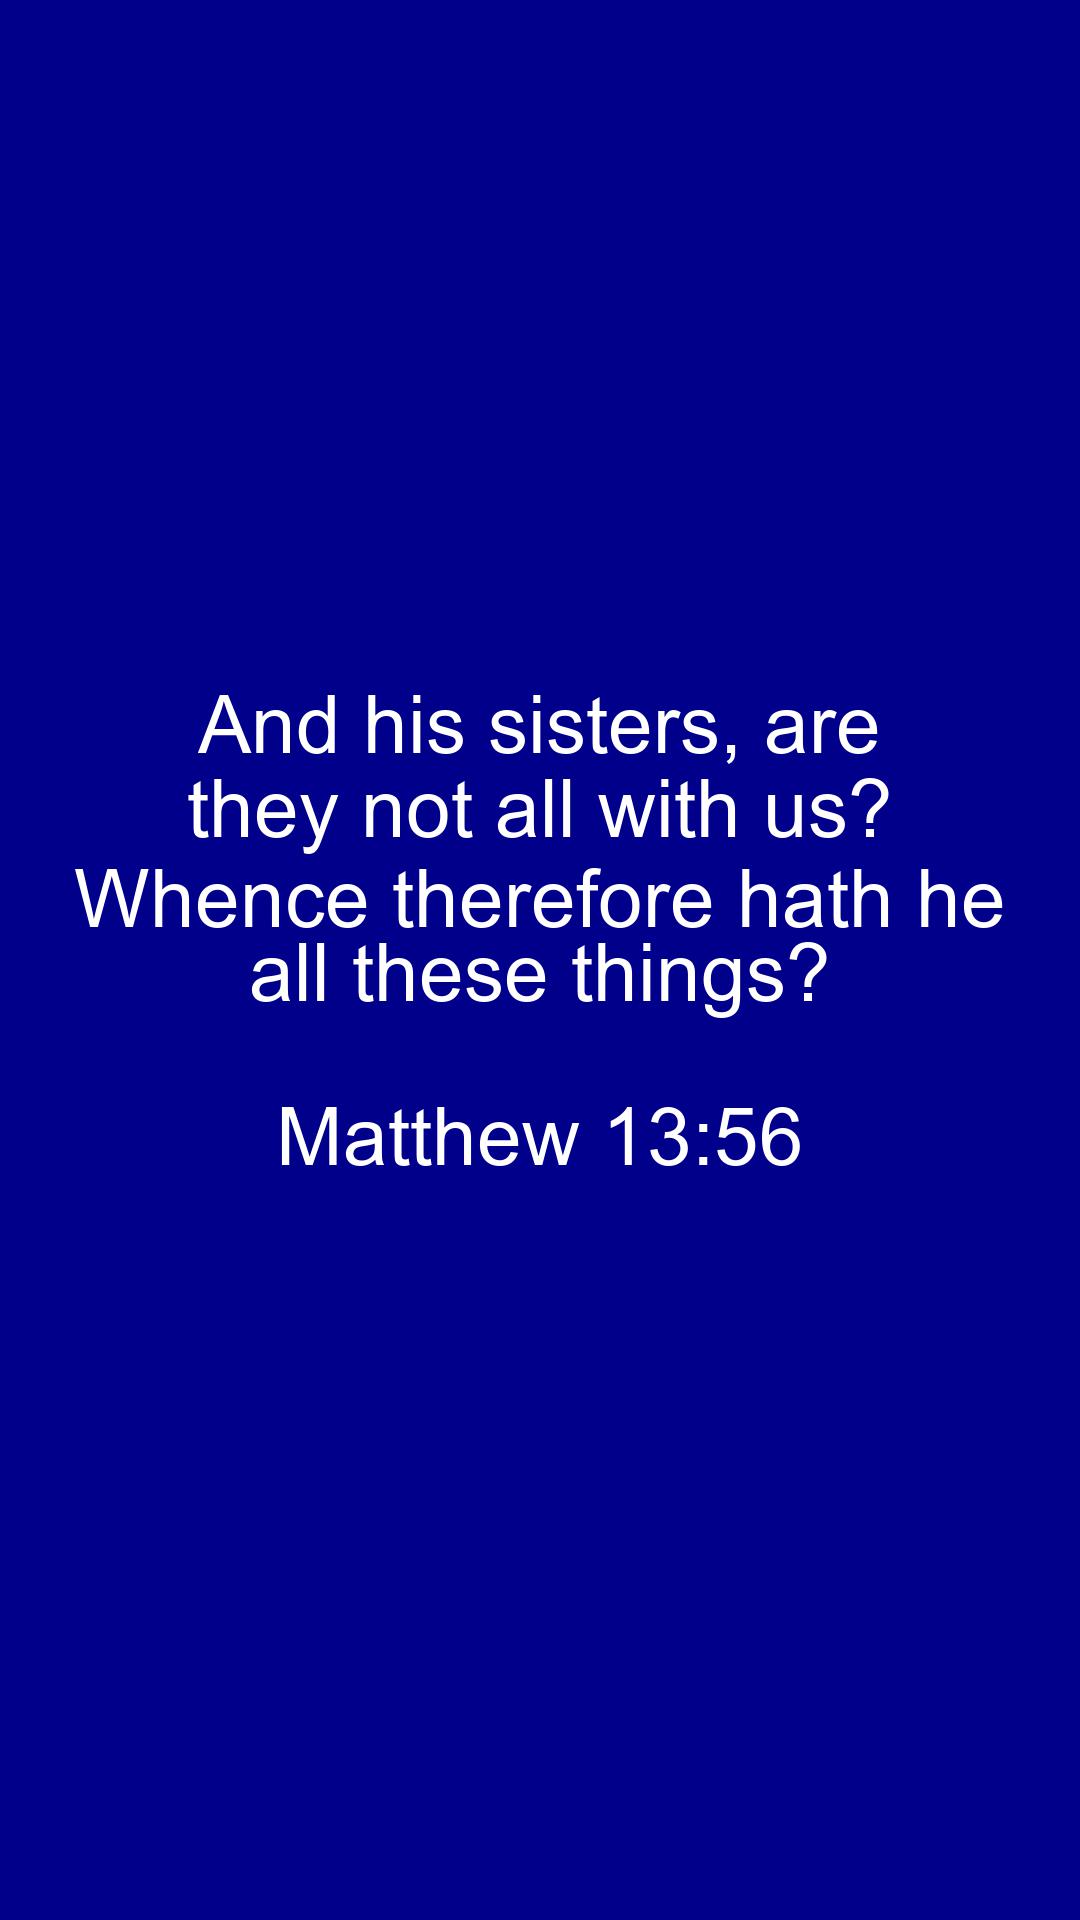 And his sisters, are
they not all with us?
Whence therefore hath he
all these things?
Matthew 13:56